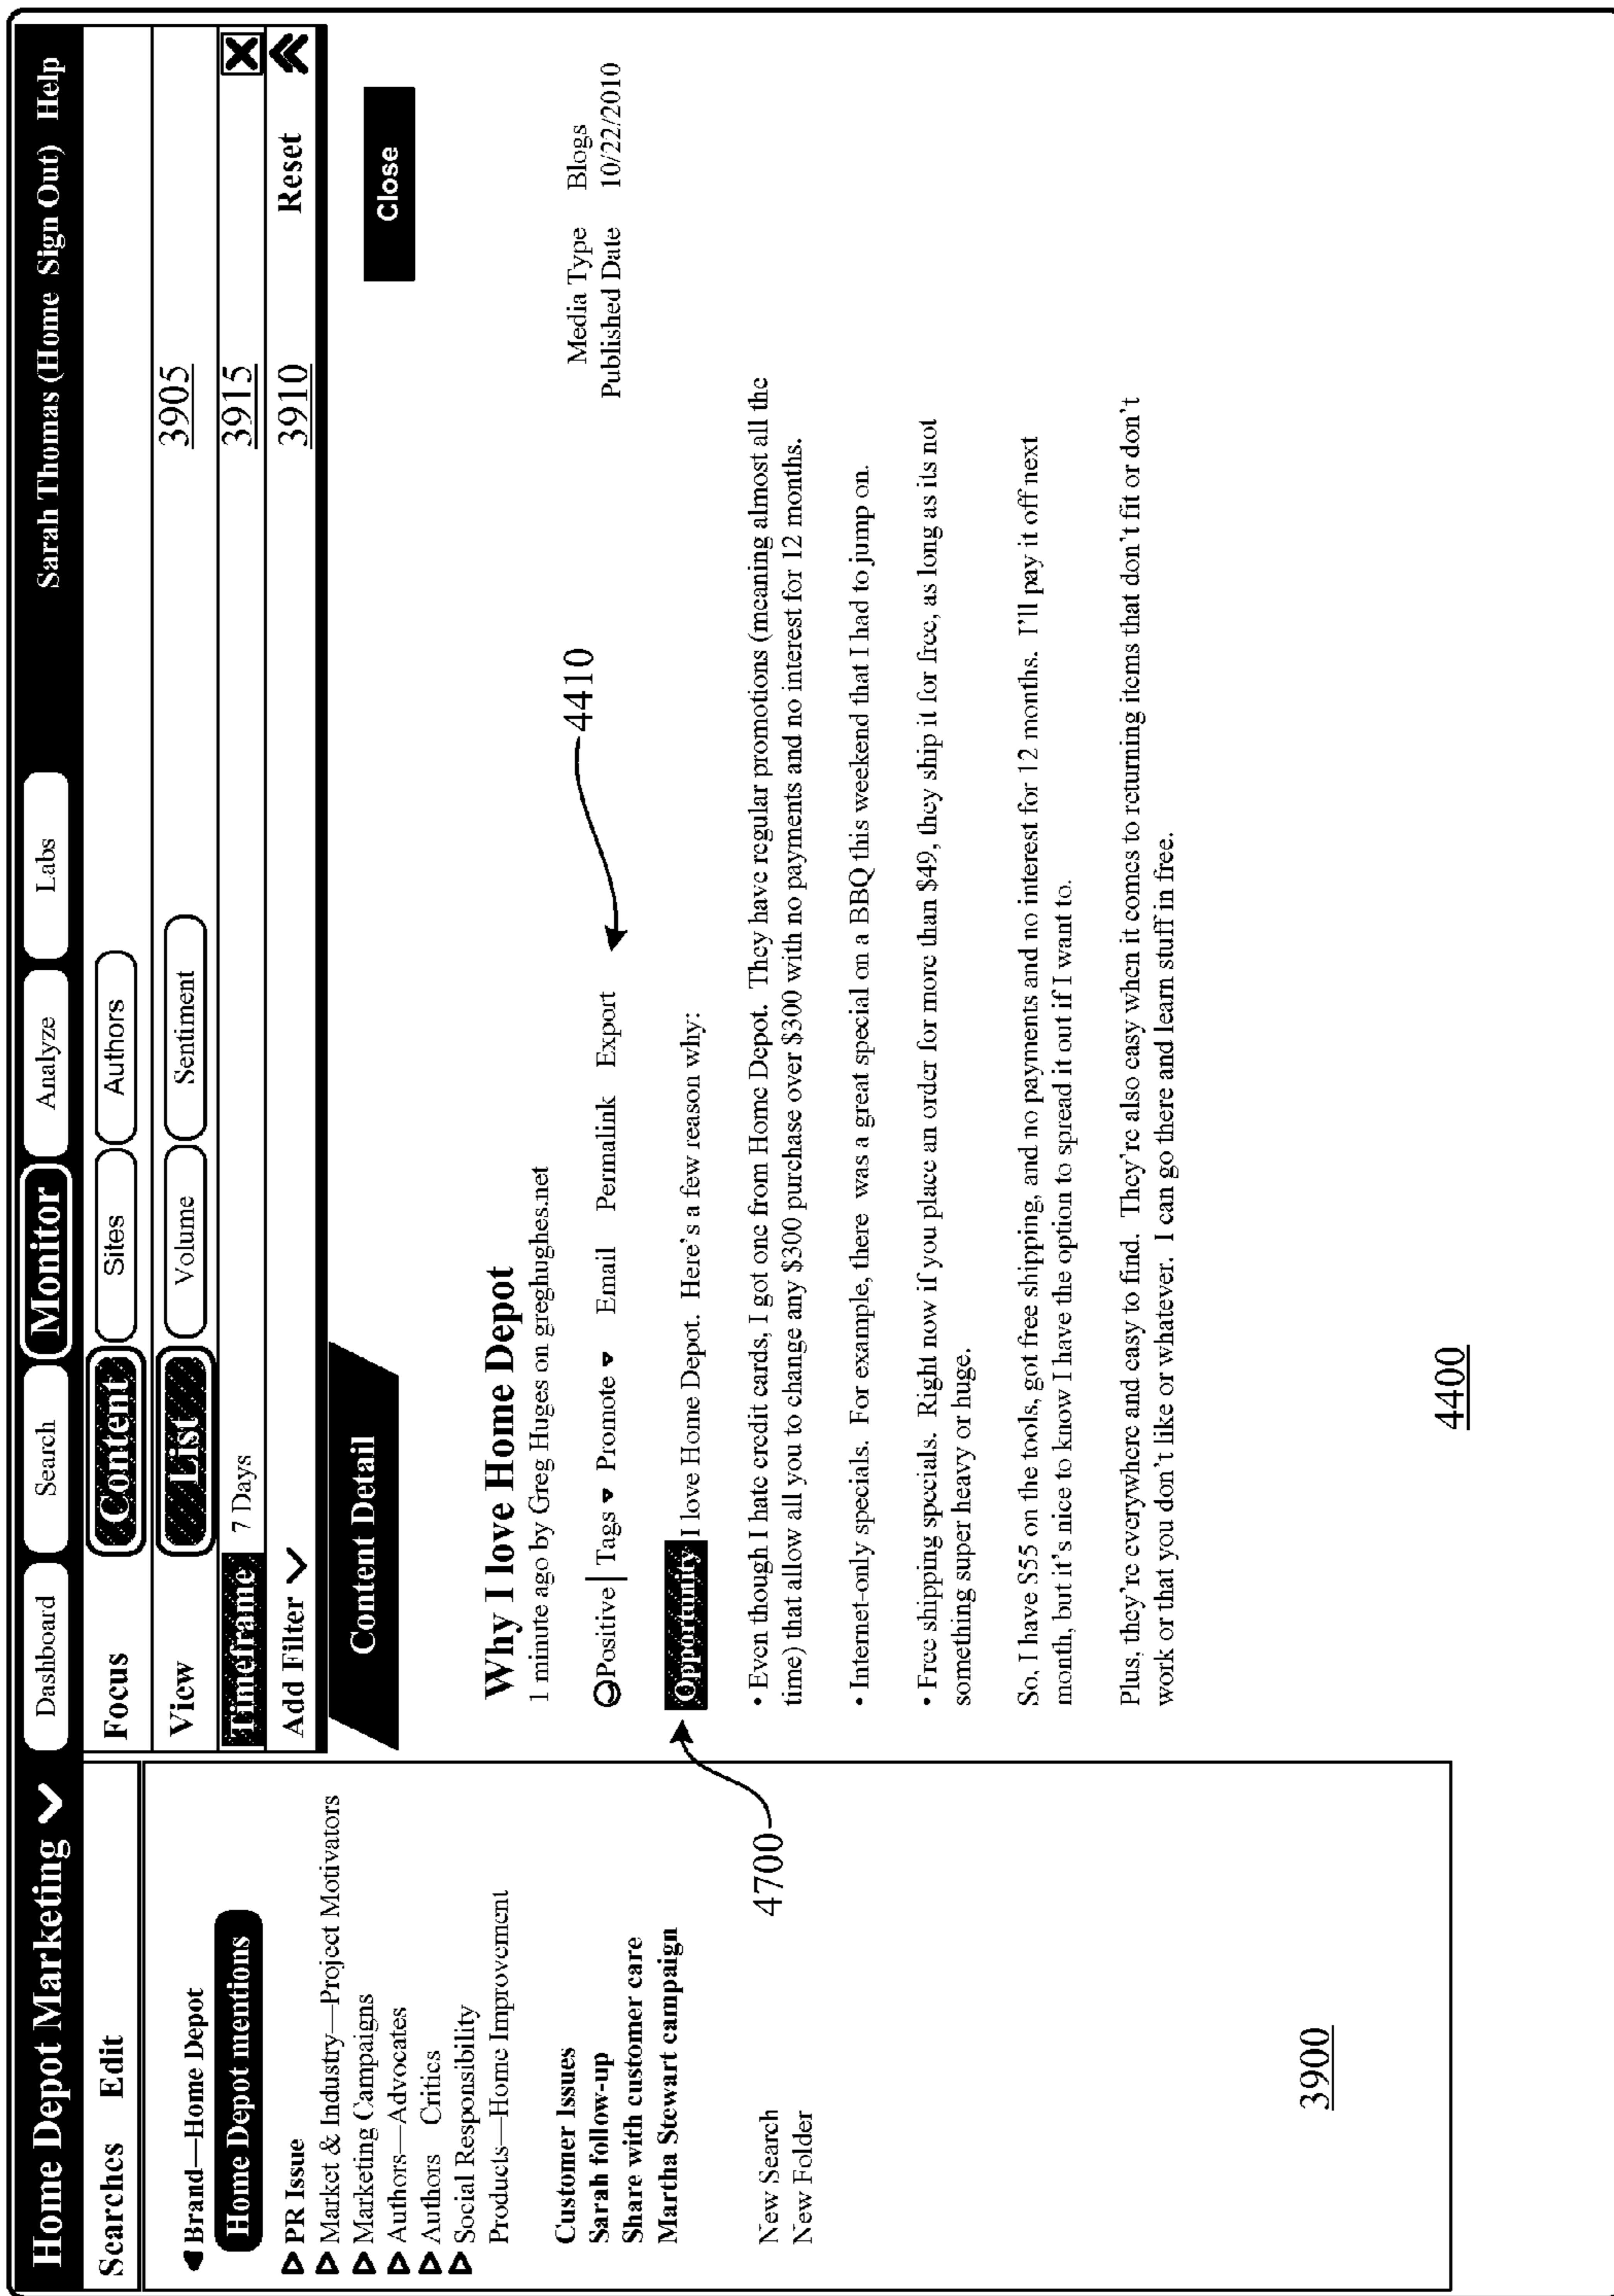 Home Depot Marketing Dashboard Search Monitor Analyze Labs Sarah Thomas (Home Sign Out) Help
Searches Edit
Brand—Home Depot
Home Depot mentions
PR Issue
Market & Industry—Project Motivators
Marketing Campaigns
Authors—Advocates
Authors Critics
Social Responsibility
Products—Home Improvement
Customer Issues
Sarah follow-up
Share with customer care
Martha Stewart campaign
New Search
New Folder
4700
3900
Focus Content Sites Authors
View List Volume Sentiment 3905
Timeframe 7 Days 3915
Add Filter 3910 Reset
Content Detail Close
Why I love Home Depot
1 minute ago by Greg Huges on greghughes.net
4410
Media Type Blogs
Positive | Tags Promote Email Permalink Export
Published Date 10/22/2010
Opportunity I love Home Depot. Here's a few reason why:
• Even though I hate credit cards, I got one from Home Depot. They have regular promotions (meaning almost all the
time) that allow all you to change any $300 purchase over $300 with no payments and no interest for 12 months.
• Internet-only specials. For example, there was a great special on a BBQ this weekend that I had to jump on.
• Free shipping specials. Right now if you place an order for more than $49, they ship it for free, as long as its not
something super heavy or huge.
So, I have $55 on the tools, got free shipping, and no payments and no interest for 12 months. I'll pay it off next
month, but it's nice to know I have the option to spread it out if I want to.
Plus, they're everywhere and easy to find. They're also easy when it comes to returning items that don't fit or don't
work or that you don't like or whatever. I can go there and learn stuff in free.
4400